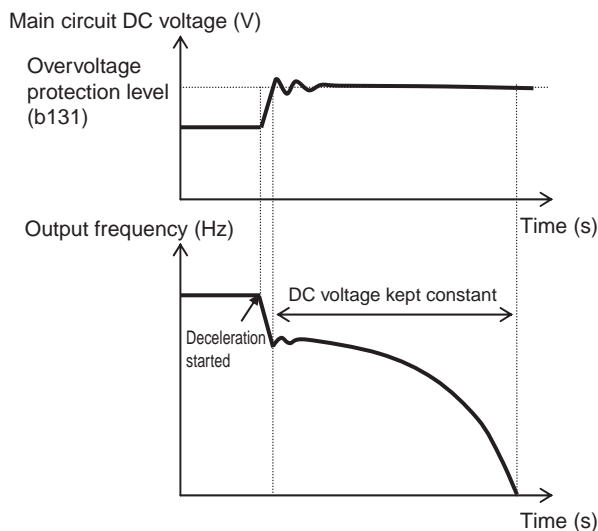 Main circuit DC voltage (V)
Overvoltage
protection level
(b131)
Time (s)
Output frequency (Hz)
DC voltage kept constant
Deceleration
started
Time (s)